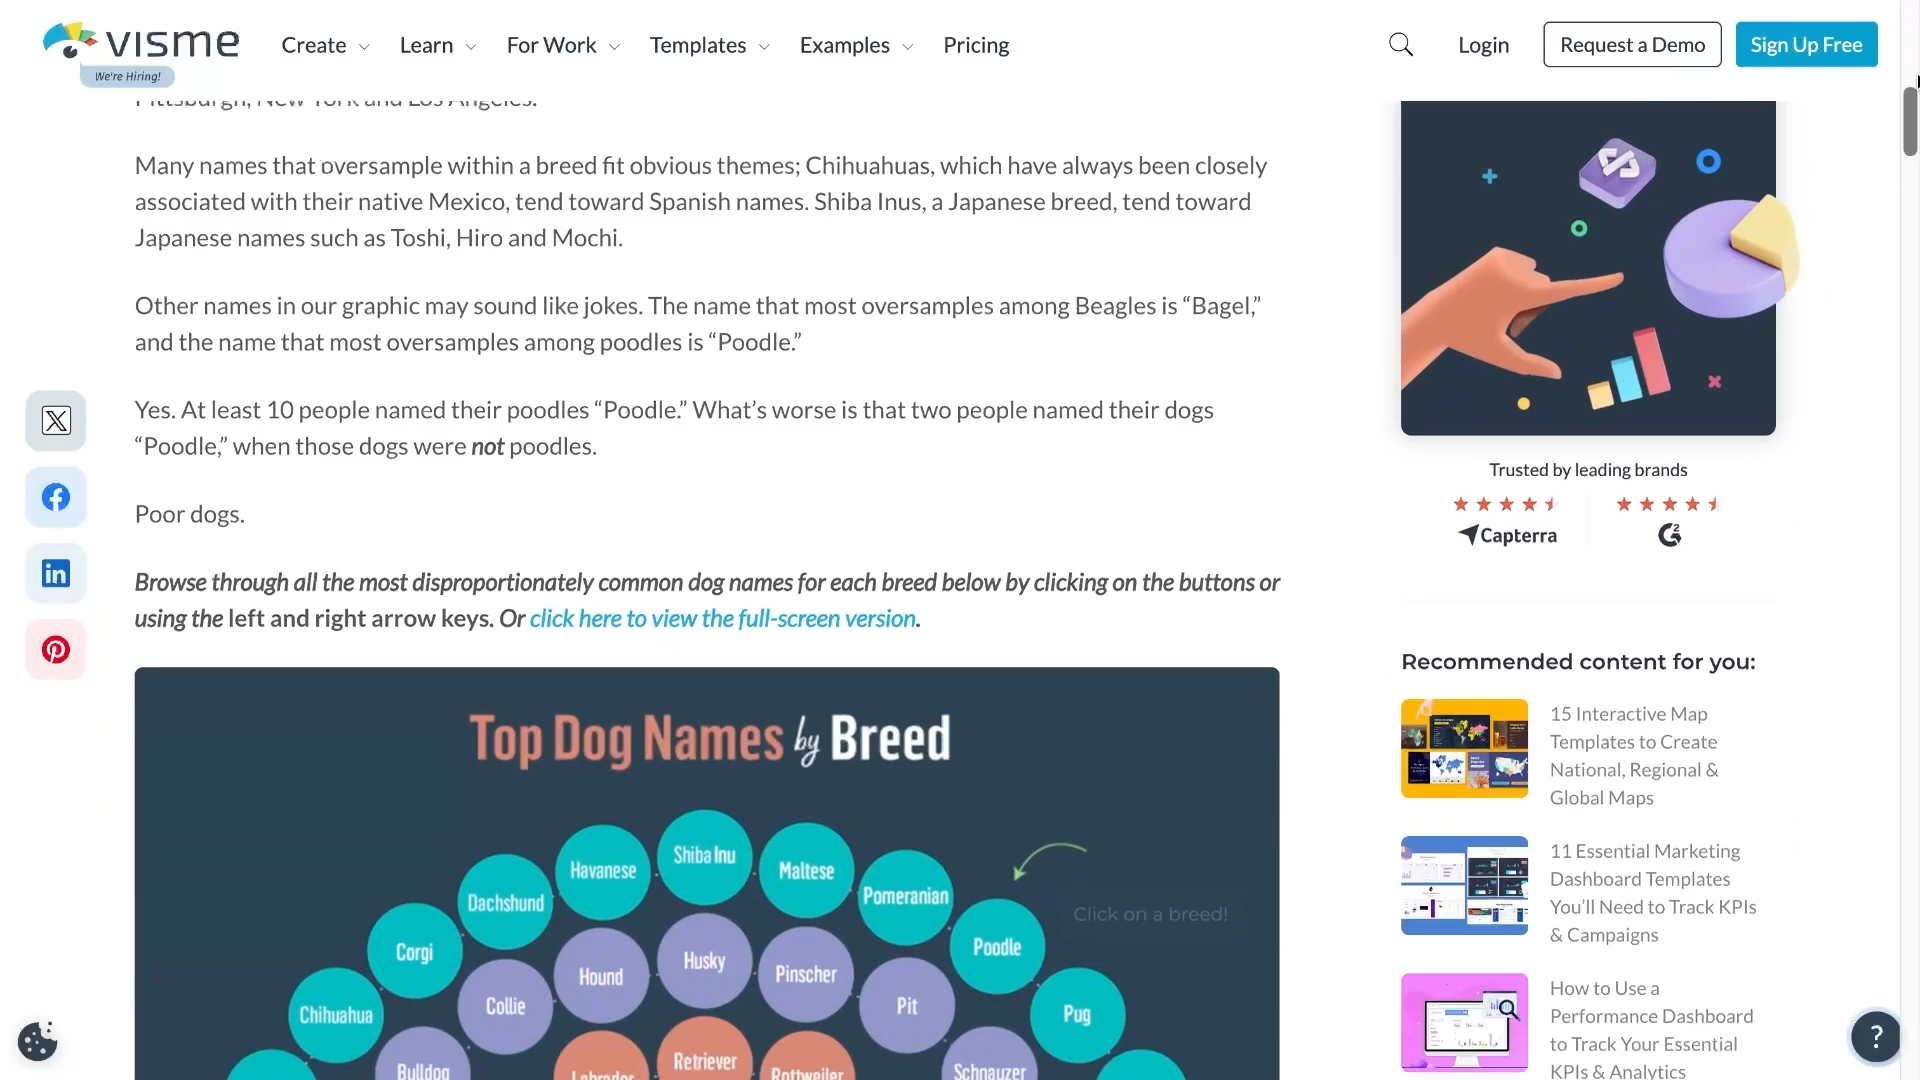 visme
We're Hiring!
Create
Learn
For Work
Templates
Examples
Pricing
Login
Request a Demo
Sign Up Free
Pittsburgh, New York and Los Angeles.
Many names that oversample within a breed fit obvious themes; Chihuahuas, which have always been closely
associated with their native Mexico, tend toward Spanish names. Shiba Inus, a Japanese breed, tend toward
Japanese names such as Toshi, Hiro and Mochi.
Other names in our graphic may sound like jokes. The name that most oversamples among Beagles is “Bagel,”
and the name that most oversamples among poodles is “Poodle.”
Yes. At least 10 people named their poodles “Poodle.” What’s worse is that two people named their dogs
“Poodle,” when those dogs were not poodles.
Poor dogs.
Browse through all the most disproportionately common dog names for each breed below by clicking on the buttons or
using the left and right arrow keys. Or click here to view the full-screen version.
Top Dog Names by Breed
Shiba Inu
Havanese
Maltese
Dachshund
Pomeranian
Click on a breed!
Corgi
Poodle
Husky
Hound
Pinscher
Collie
Pit
Chihuahua
Pug
Retriever
Bulldog
Schnauzer
Labrador
Rottweiler
Trusted by leading brands
Capterra
G2
Recommended content for you:
15 Interactive Map
Templates to Create
National, Regional &
Global Maps
11 Essential Marketing
Dashboard Templates
You’ll Need to Track KPIs
& Campaigns
How to Use a
Performance Dashboard
to Track Your Essential
KPIs & Analytics
?